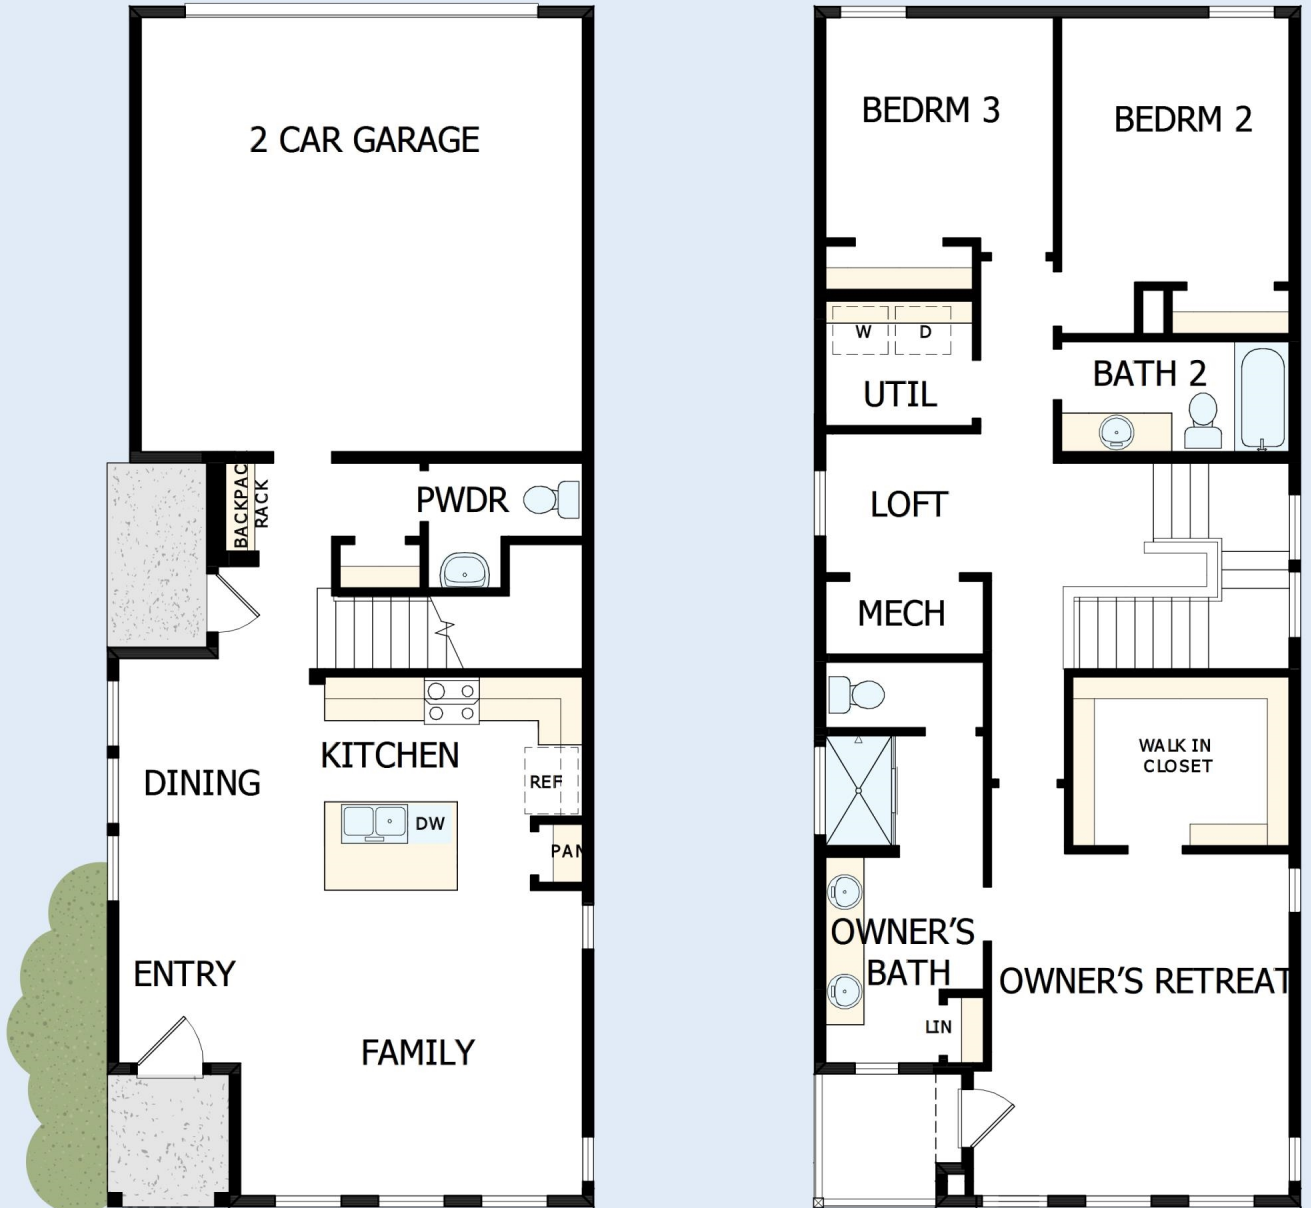 2 CAR GARAGE
BACKPAC
RACK
PWDR
KITCHEN
DINING
REF
DW
PAN
ENTRY
FAMILY
BEDRM 3
BEDRM 2
W
D
UTIL
BATH 2
LOFT
MECH
WALK IN
CLOSET
OWNER'S
BATH
OWNER'S RETREAT
LIN